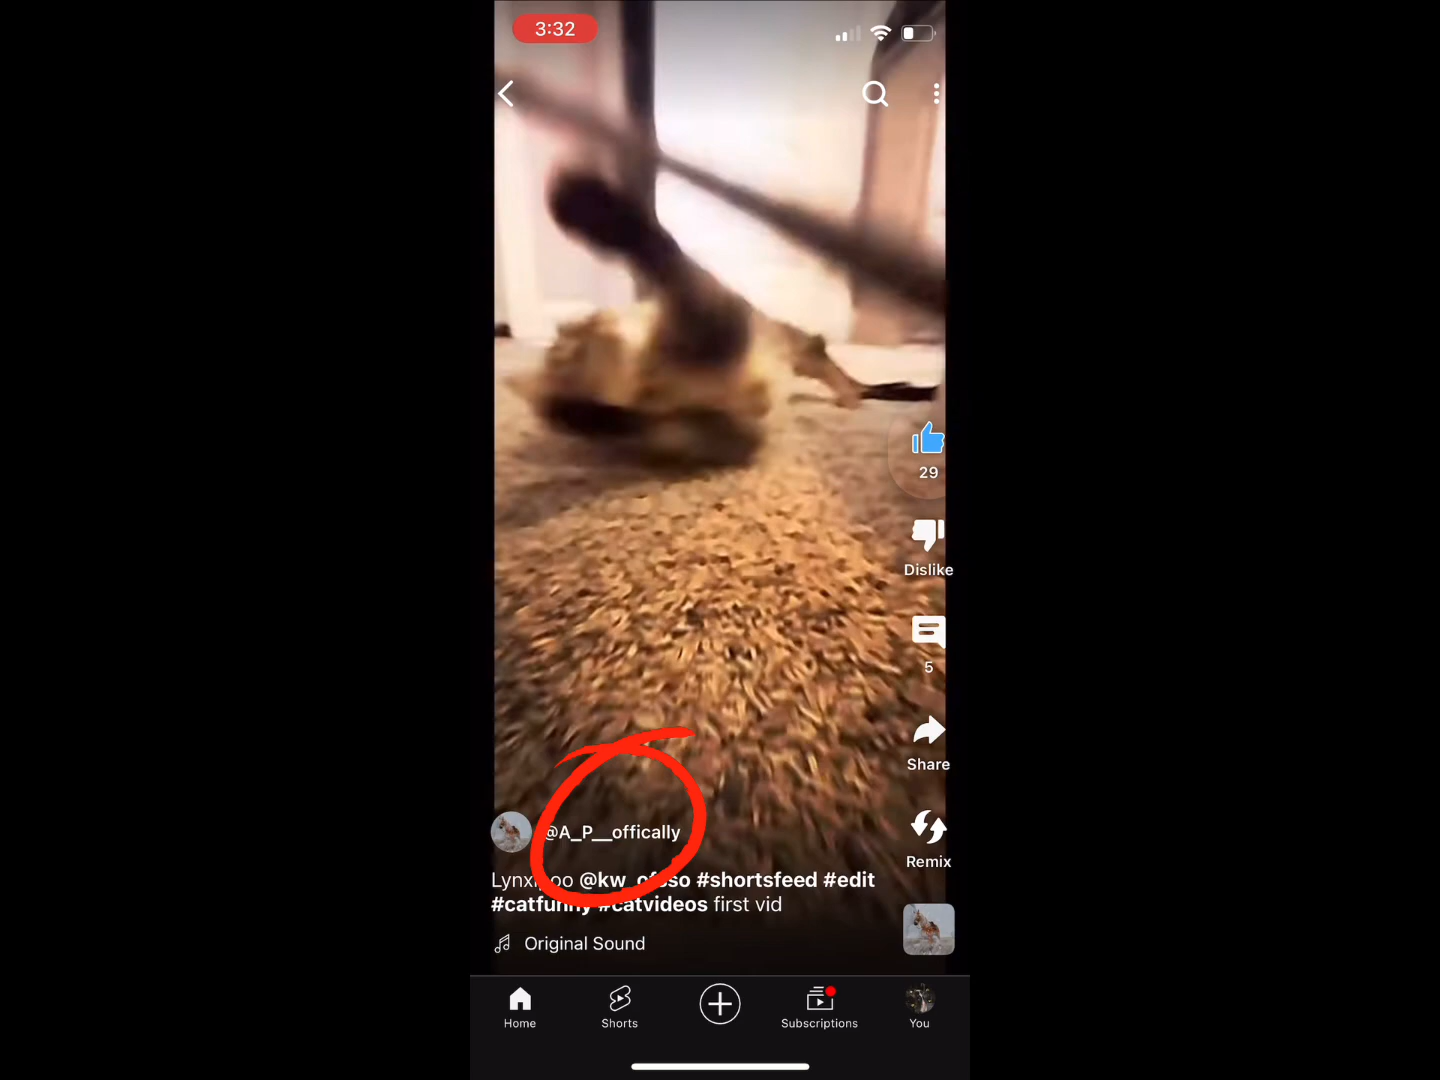 3:32
29
Dislike
5
Share
@A_P__offically
Remix
#shortsfeed #edit
#catvideos first vid
Original Sound
Home
Shorts
Subscriptions
You